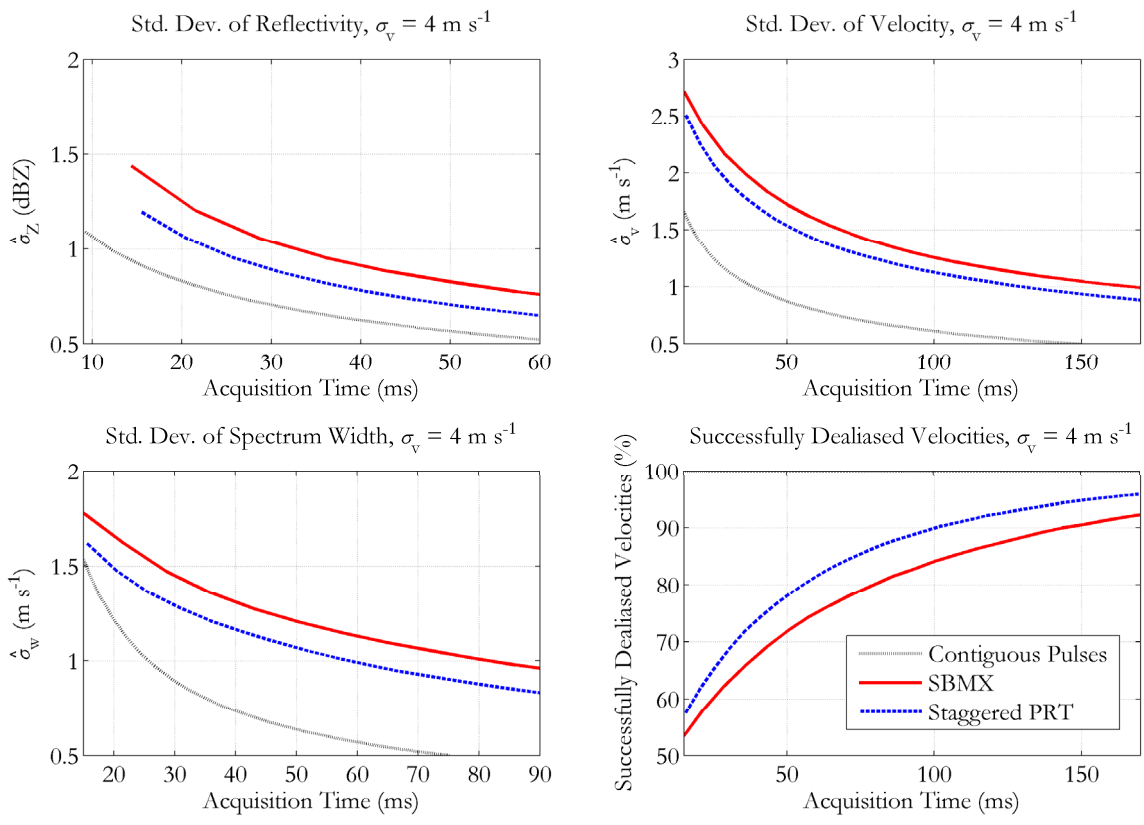 Std. Dev. of Reflectivity, σv = 4 m s-1
2
1.5
1
0.5
σ̂Z (dBZ)
10 20 30 40 50 60
Acquisition Time (ms)
Std. Dev. of Velocity, σv = 4 m s-1
3
2.5
2
1.5
1
0.5
σ̂v (m s-1)
50 100 150
Acquisition Time (ms)
Std. Dev. of Spectrum Width, σv = 4 m s-1
2
1.5
1
0.5
σ̂w (m s-1)
20 30 40 50 60 70 80 90
Acquisition Time (ms)
Successfully Dealiased Velocities, σv = 4 m s-1
100
90
80
70
60
50
Successfully Dealiased Velocities (%)
Contiguous Pulses
SBMX
Staggered PRT
50 100 150
Acquisition Time (ms)